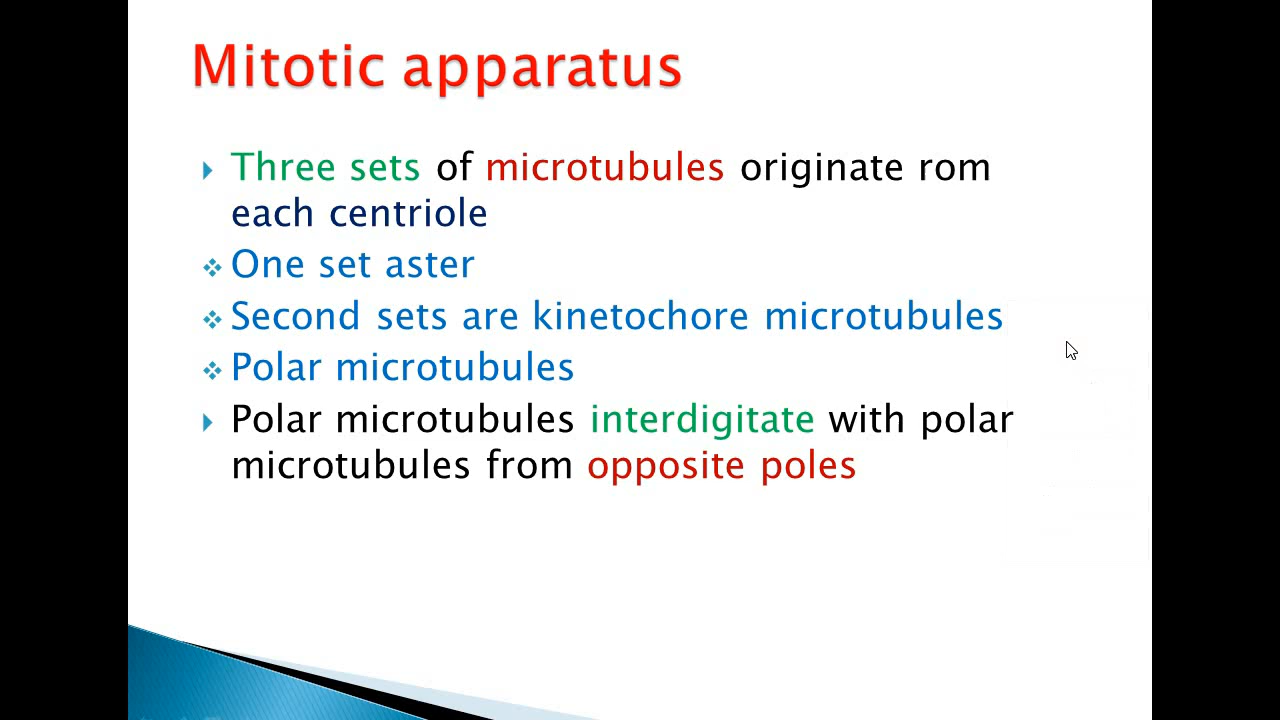 Mitotic apparatus
Three sets of microtubules originate rom
each centriole
One set aster
Second sets are kinetochore microtubules
Polar microtubules
Polar microtubules interdigitate with polar
microtubules from opposite poles